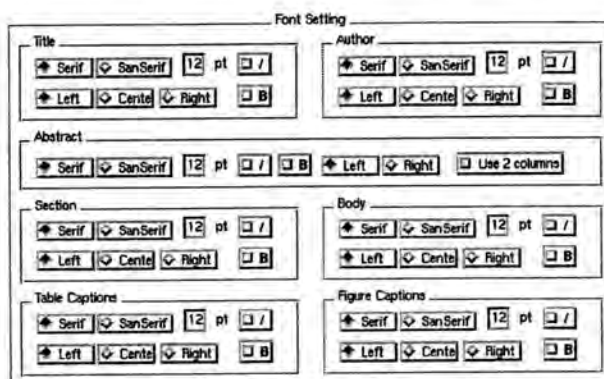 Font Setting
Title Author
Serif SanSerif 12 pt I Serif SanSerif 12 pt I
Left Cente Right B Left Cente Right B
Abstract
Serif SanSerif 12 pt I B Left Right Use 2 columns
Section Body
Serif SanSerif 12 pt I Serif SanSerif 12 pt I
Left Cente Right B Left Cente Right B
Table Captions Figure Captions
Serif SanSerif 12 pt I Serif SanSerif 12 pt I
Left Cente Right B Left Cente Right B